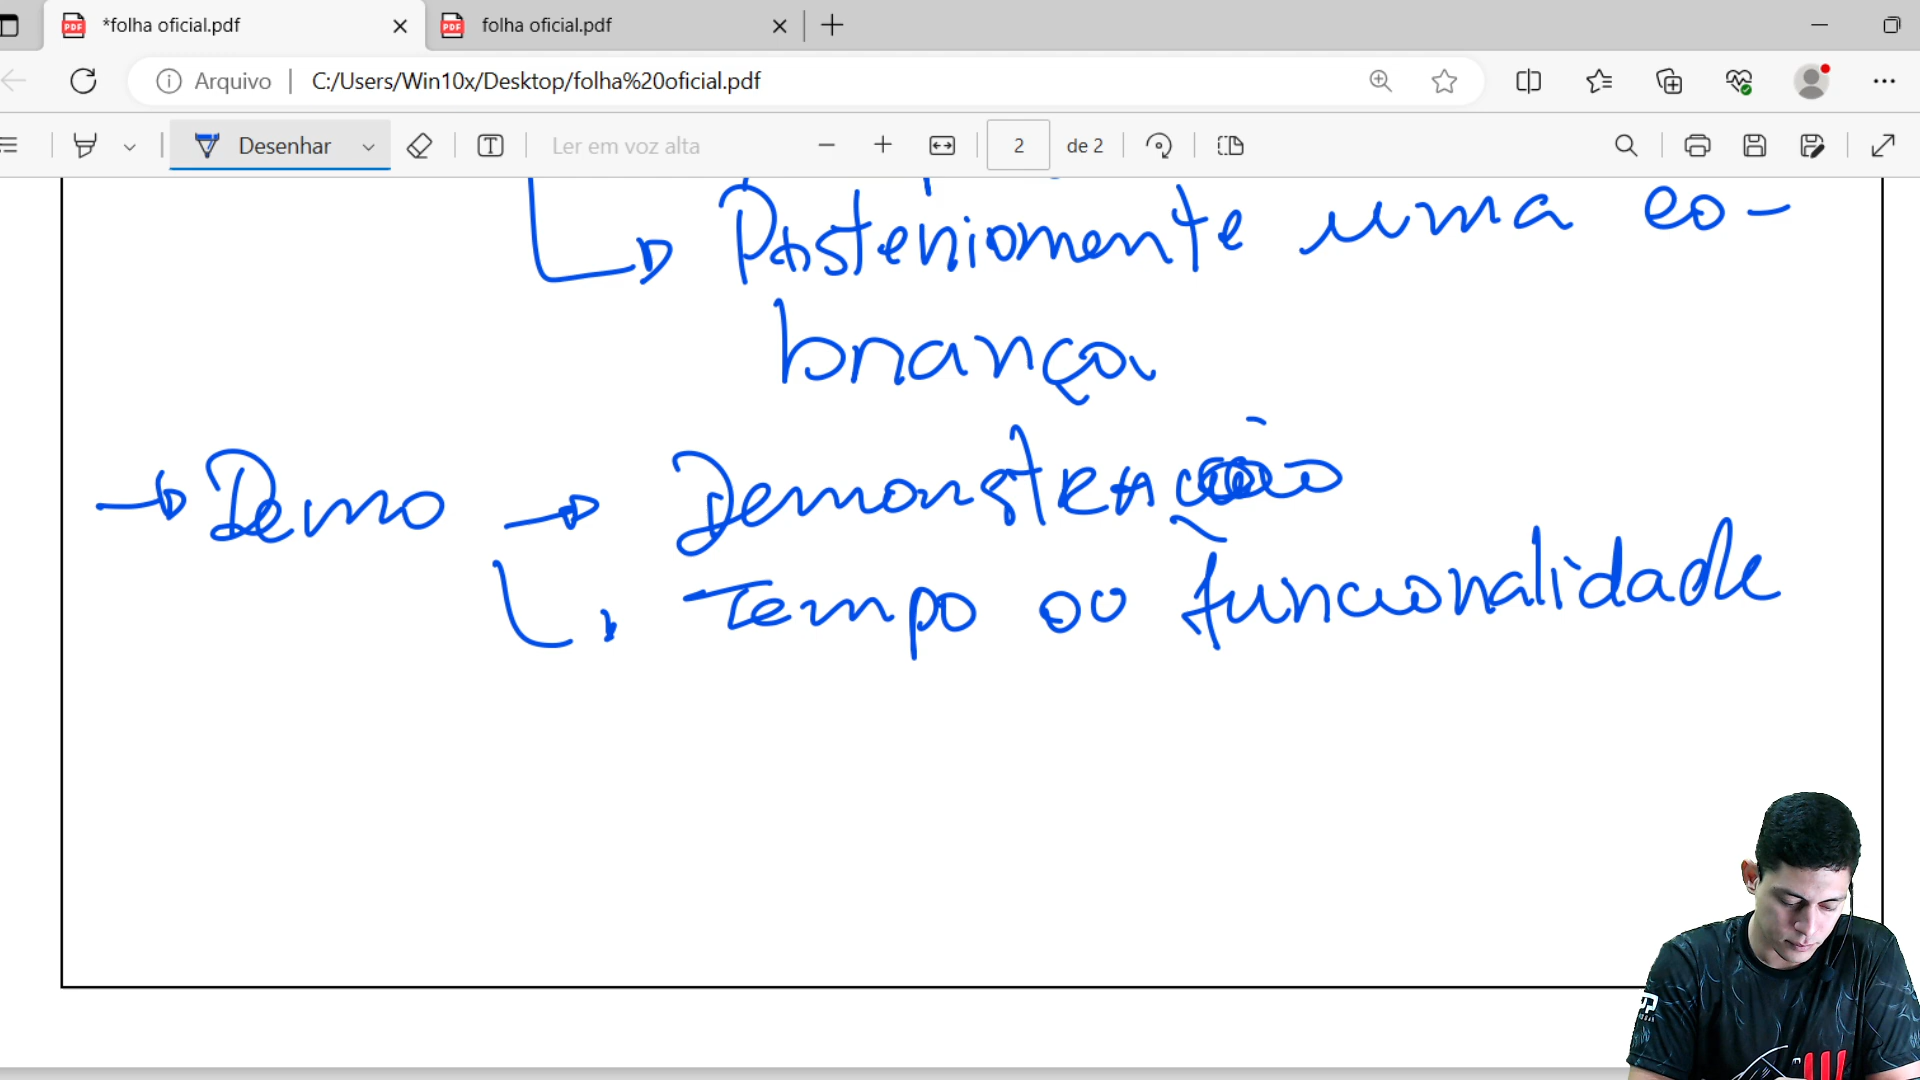 *folha oficial.pdf
folha oficial.pdf
Arquivo
C:/Users/Win10x/Desktop/folha%20oficial.pdf
Desenhar
Ler em voz alta
2
de 2
Posteriomente uma co-
brança
→ Demo → Demonstração
Tempo ou funcionalidade